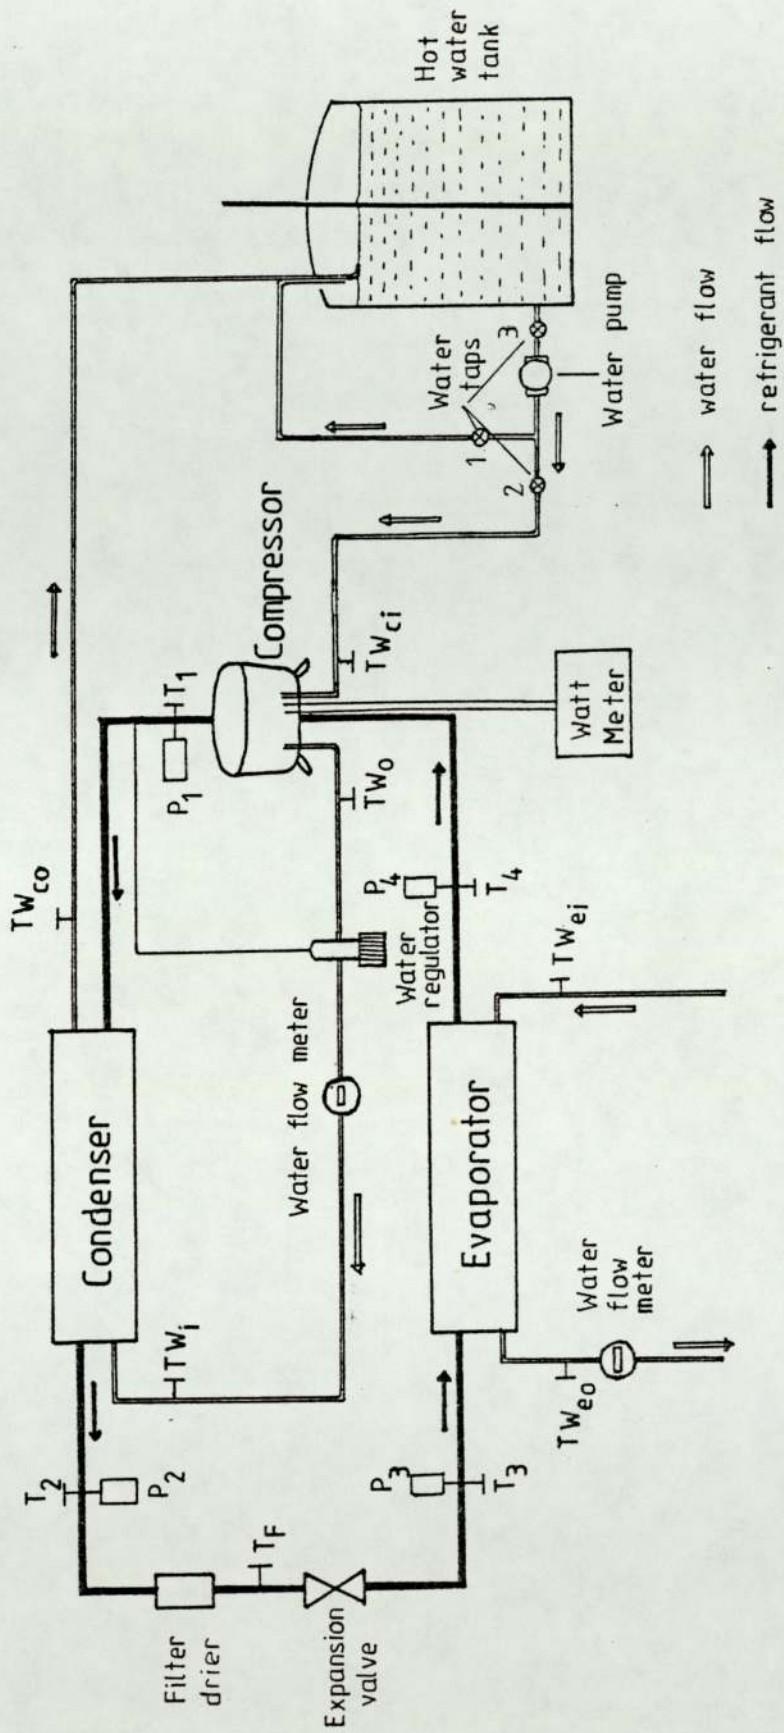 Hot
water
tank
TWco
Condenser
T2
P2
TWi
Filter
drier
TF
Expansion
valve
P1
T1
Compressor
Water flow meter
Water
regulator
TWo
TWci
Water
taps
1
2
3
Water pump
P3
T3
Evaporator
P4
T4
TWei
TWeo
Water
flow
meter
Watt
Meter
water flow
refrigerant flow